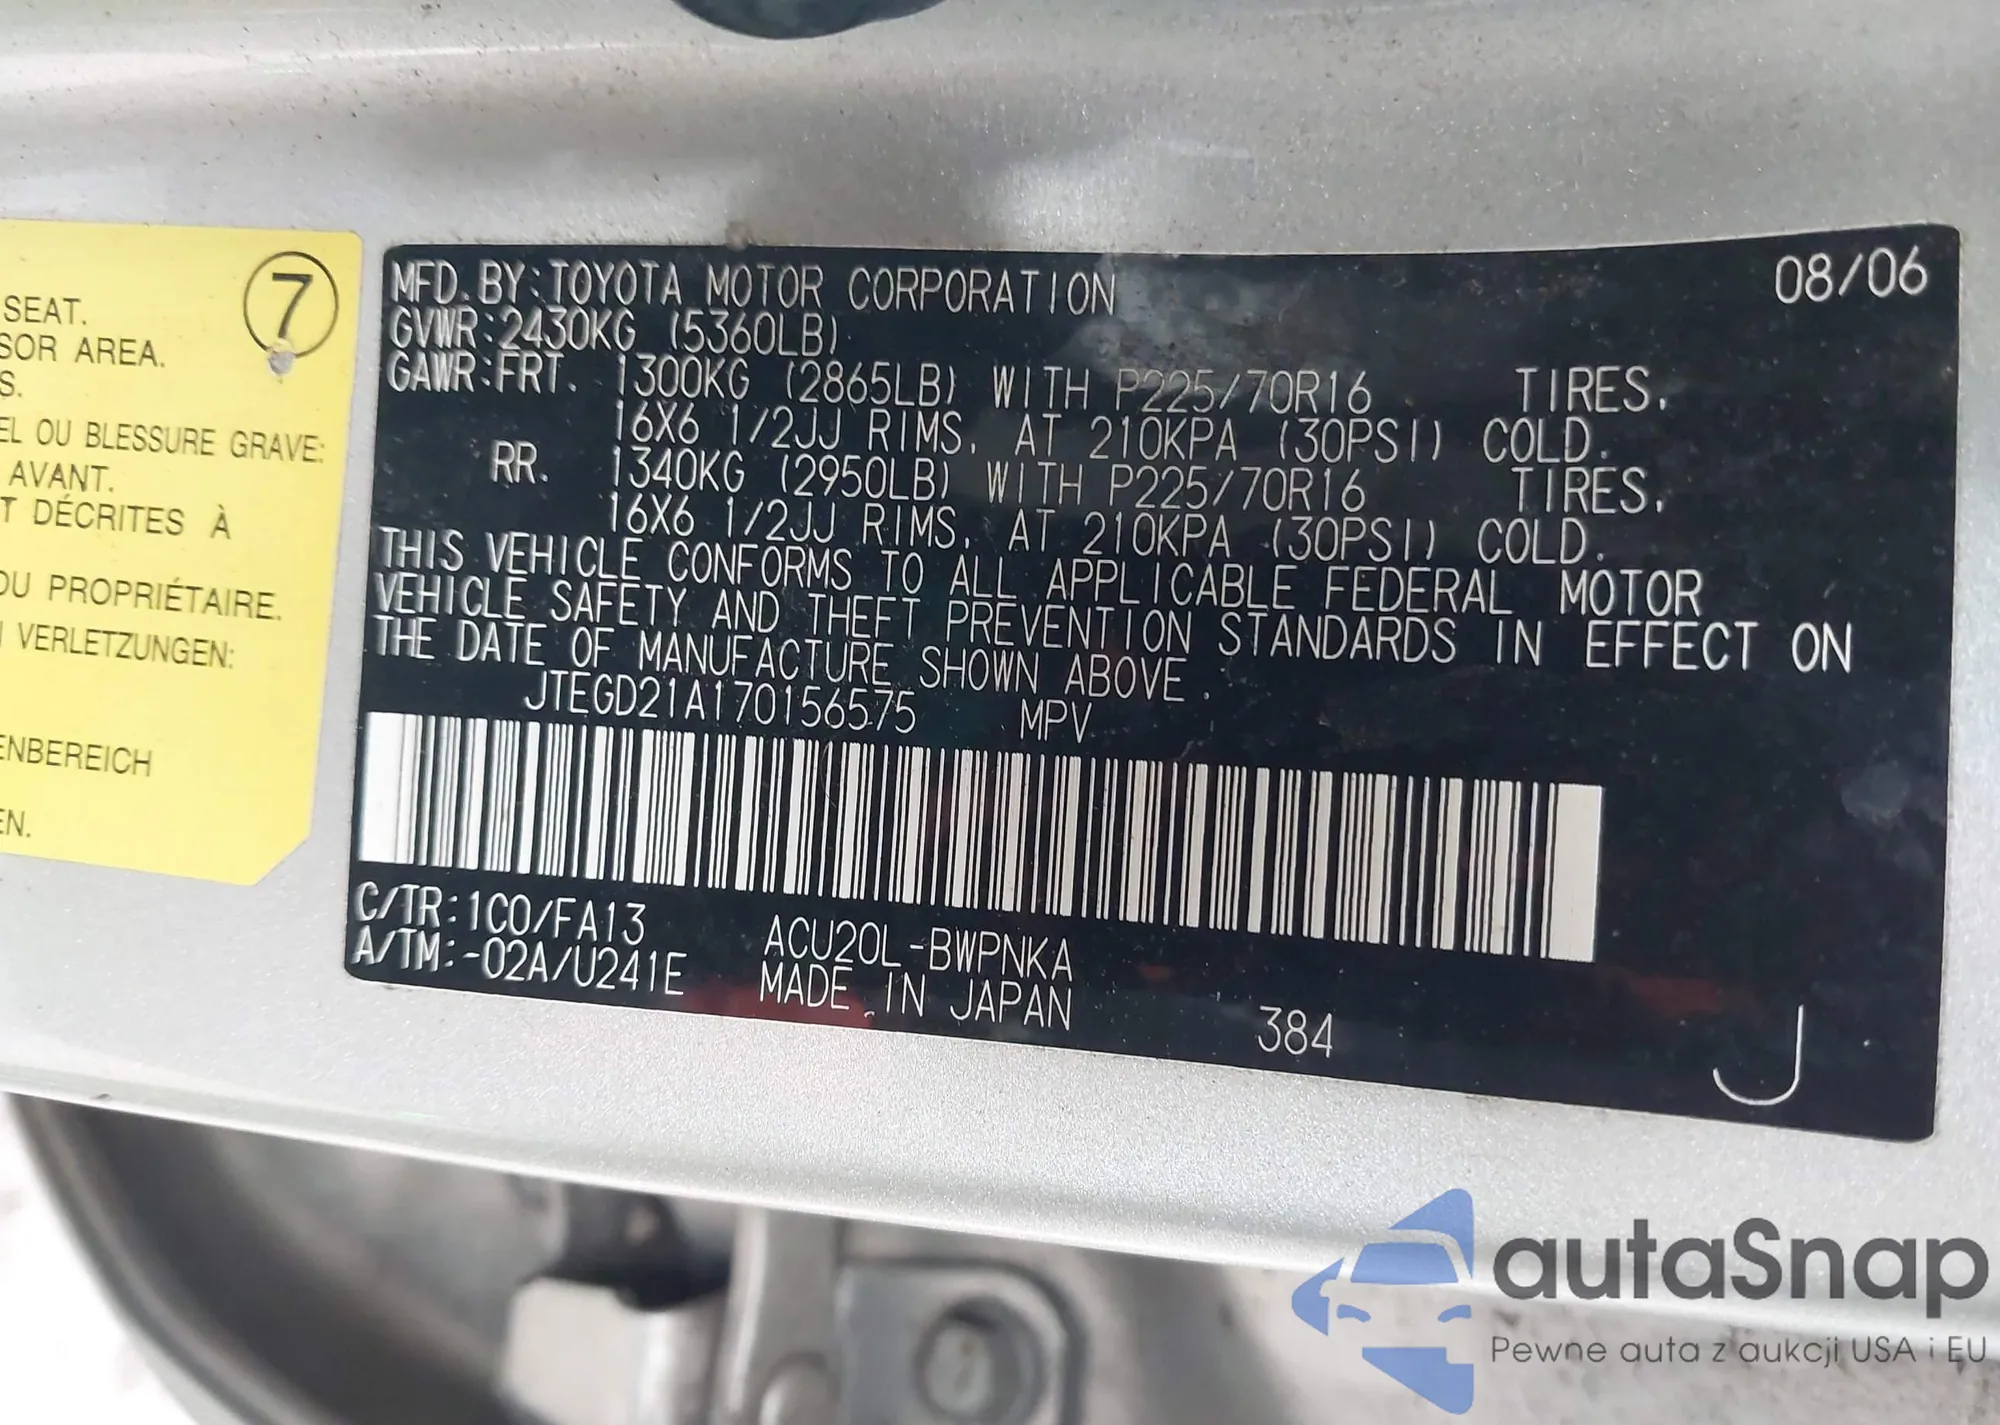 7
SEAT.
SOR AREA.
S.
EL OU BLESSURE GRAVE:
AVANT.
T DÉCRITES À
DU PROPRIÉTAIRE.
VERLETZUNGEN:
ENBEREICH
EN.
MFD. BY: TOYOTA MOTOR CORPORATION 08/06
GVWR: 2430KG (5360LB)
GAWR: FRT. 1300KG (2865LB) WITH P225/70R16 TIRES,
16X6 1/2JJ RIMS, AT 210KPA (30PSI) COLD.
RR. 1340KG (2950LB) WITH P225/70R16 TIRES,
16X6 1/2JJ RIMS, AT 210KPA (30PSI) COLD.
THIS VEHICLE CONFORMS TO ALL APPLICABLE FEDERAL MOTOR
VEHICLE SAFETY AND THEFT PREVENTION STANDARDS IN EFFECT ON
THE DATE OF MANUFACTURE SHOWN ABOVE.
JTEGD21A170156575 MPV
C/TR: 1C0/FA13 ACU20L-BWPNKA
A/TM: -02A/U241E MADE IN JAPAN
384
J
autaSnap
Pewne auta z aukcji USA i EU